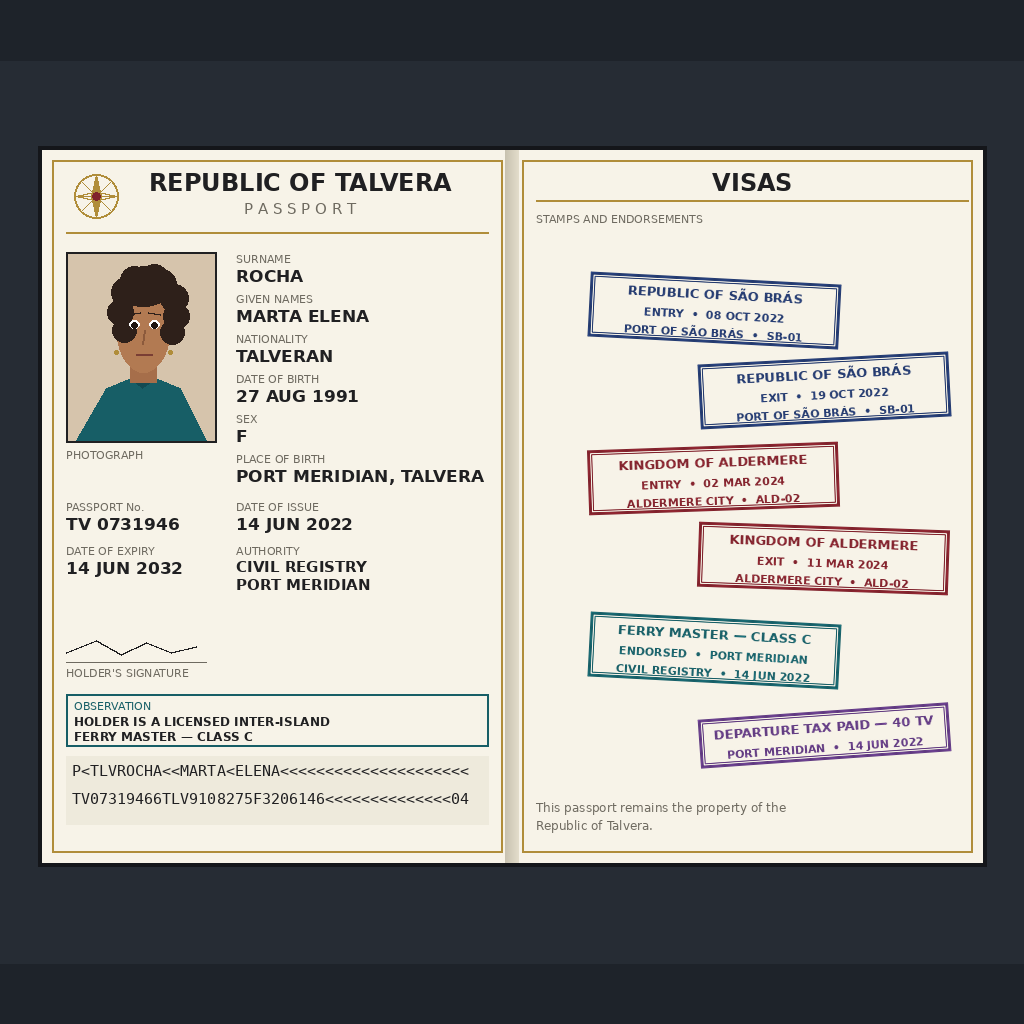 REPUBLIC OF TALVERA
PASSPORT
SURNAME
ROCHA
GIVEN NAMES
MARTA ELENA
NATIONALITY
TALVERAN
DATE OF BIRTH
27 AUG 1991
SEX
F
PLACE OF BIRTH
PORT MERIDIAN, TALVERA
PHOTOGRAPH
PASSPORT No.
TV 0731946
DATE OF ISSUE
14 JUN 2022
DATE OF EXPIRY
14 JUN 2032
AUTHORITY
CIVIL REGISTRY
PORT MERIDIAN
HOLDER'S SIGNATURE
OBSERVATION
HOLDER IS A LICENSED INTER-ISLAND
FERRY MASTER — CLASS C
P<TLVROCHA<<MARTA<ELENA<<<<<<<<<<<<<<<<<<<<<
TV07319466TLV9108275F3206146<<<<<<<<<<<<<<04
VISAS
STAMPS AND ENDORSEMENTS
REPUBLIC OF SÃO BRÁS
ENTRY • 08 OCT 2022
PORT OF SÃO BRÁS • SB-01
REPUBLIC OF SÃO BRÁS
EXIT • 19 OCT 2022
PORT OF SÃO BRÁS • SB-01
KINGDOM OF ALDERMERE
ENTRY • 02 MAR 2024
ALDERMERE CITY • ALD-02
KINGDOM OF ALDERMERE
EXIT • 11 MAR 2024
ALDERMERE CITY • ALD-02
FERRY MASTER — CLASS C
ENDORSED • PORT MERIDIAN
CIVIL REGISTRY • 14 JUN 2022
DEPARTURE TAX PAID — 40 TV
PORT MERIDIAN • 14 JUN 2022
This passport remains the property of the
Republic of Talvera.